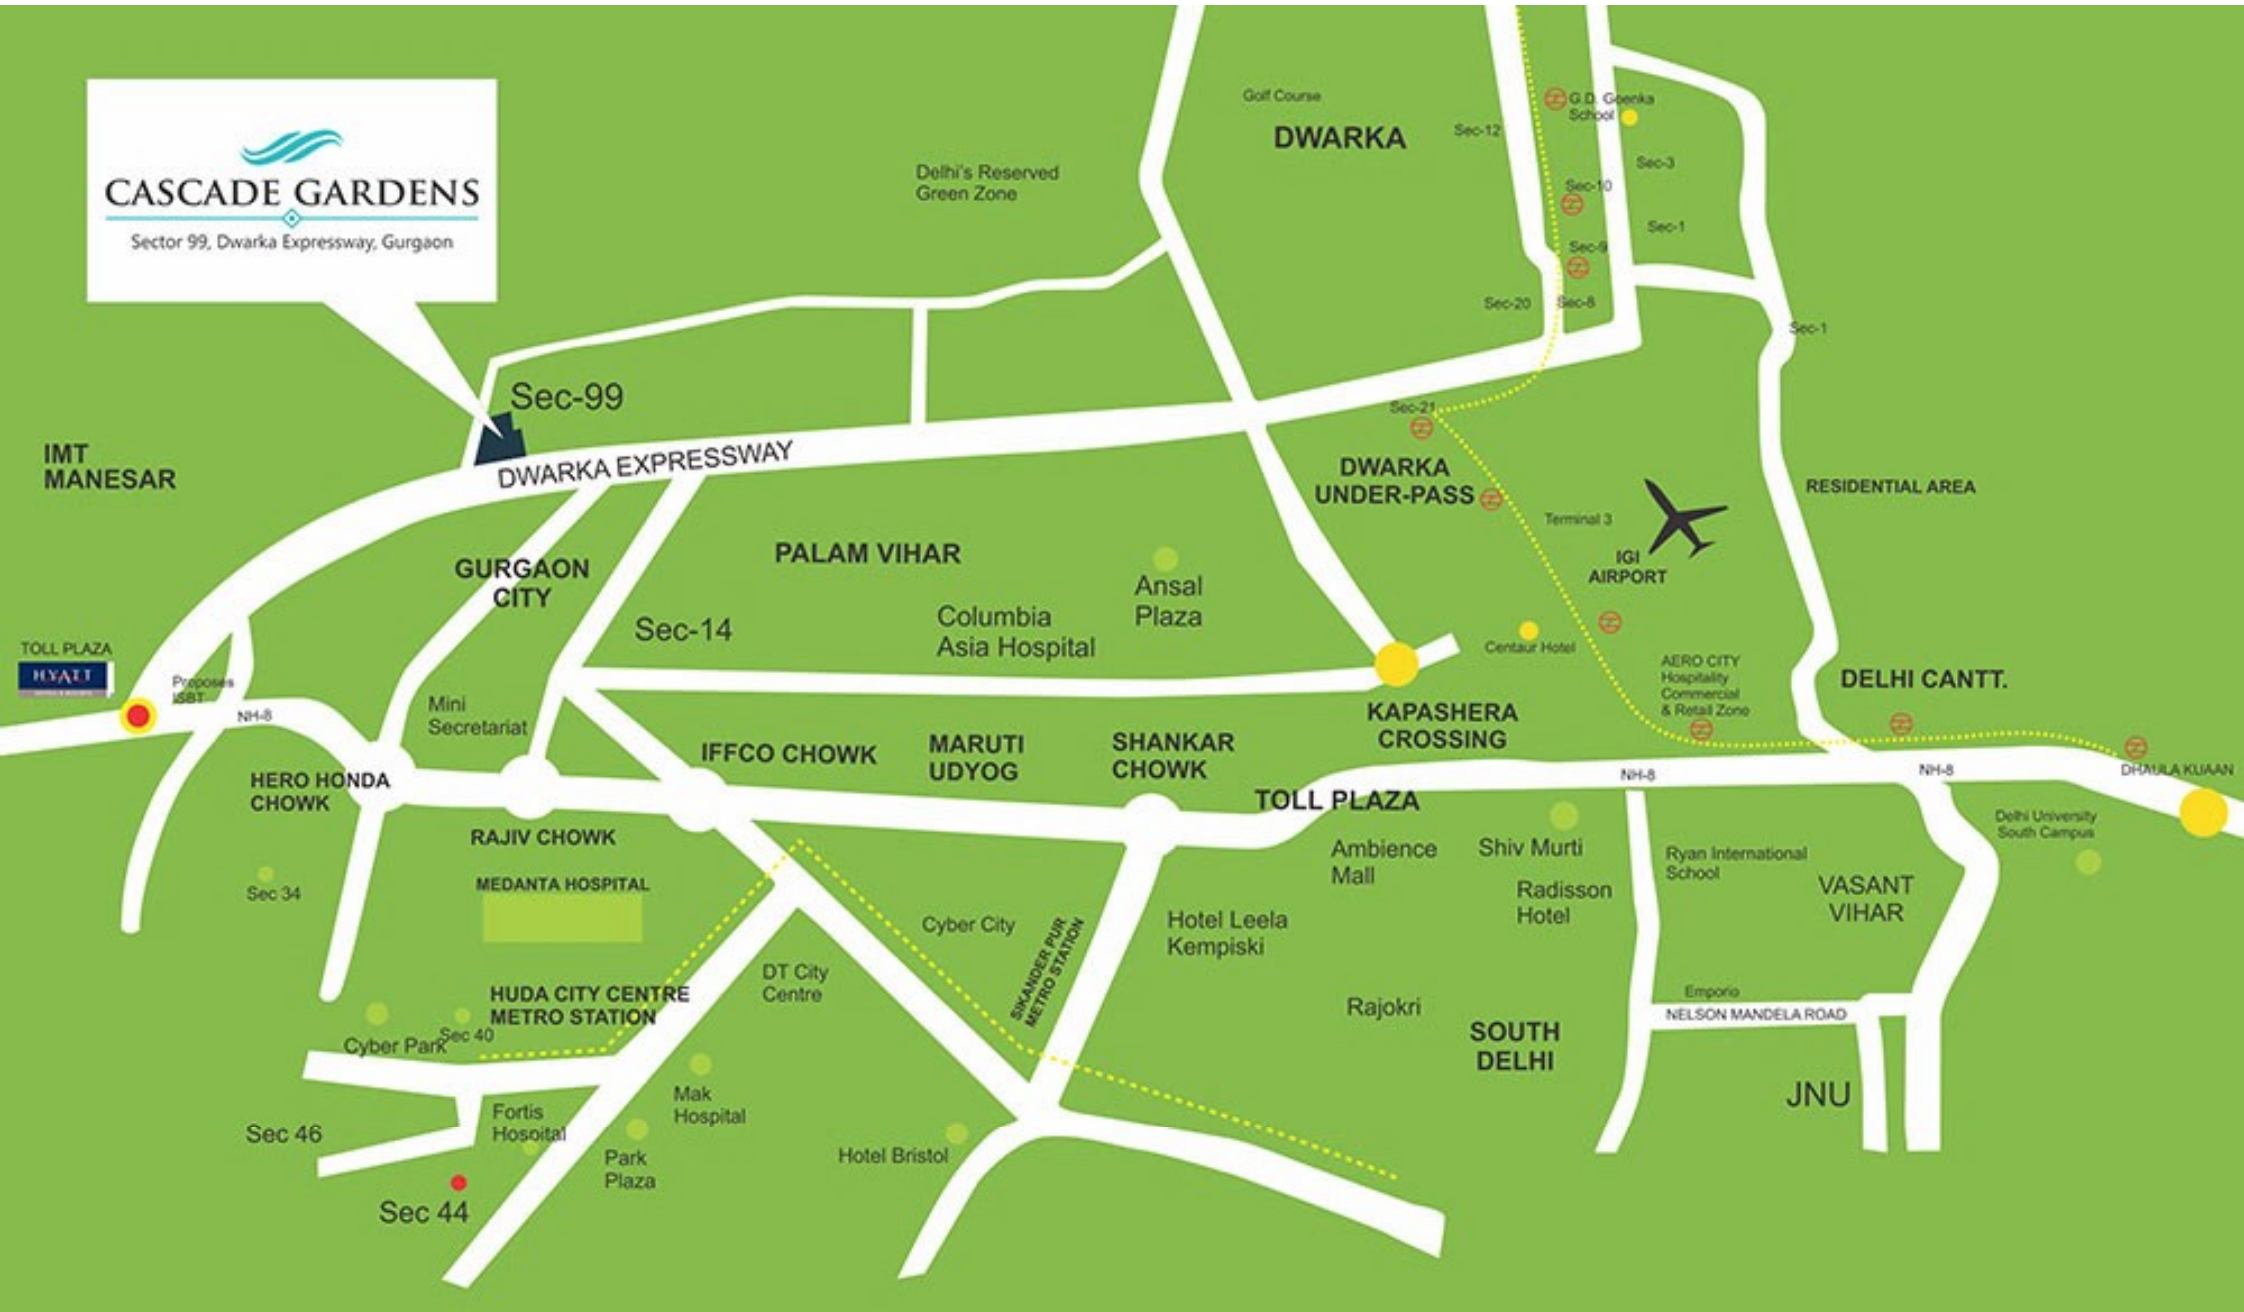 CASCADE GARDENS
Sector 99, Dwarka Expressway, Gurgaon
Golf Course
DWARKA
Sec-12
G.D. Goenka
School
Sec-3
Sec-10
Sec-1
Sec-9
Sec-20
Sec-8
Sec-1
Delhi's Reserved
Green Zone
Sec-99
DWARKA EXPRESSWAY
IMT
MANESAR
Sec-21
DWARKA
UNDER-PASS
Terminal 3
IGI
AIRPORT
RESIDENTIAL AREA
GURGAON
CITY
PALAM VIHAR
Ansal
Plaza
Columbia
Asia Hospital
Sec-14
Centaur Hotel
TOLL PLAZA
HYATT
Proposes
ISBT
NH-8
Mini
Secretariat
AERO CITY
Hospitality
Commercial
& Retail Zone
DELHI CANTT.
KAPASHERA
CROSSING
IFFCO CHOWK
MARUTI
UDYOG
SHANKAR
CHOWK
TOLL PLAZA
NH-8
NH-8
DHAULA KUAAN
HERO HONDA
CHOWK
RAJIV CHOWK
MEDANTA HOSPITAL
Sec 34
Ambience
Mall
Shiv Murti
Radisson
Hotel
Ryan International
School
VASANT
VIHAR
Delhi University
South Campus
Cyber City
SIKANDER PUR
METRO STATION
Hotel Leela
Kempiski
DT City
Centre
HUDA CITY CENTRE
METRO STATION
Cyber Park
Sec 40
Rajokri
SOUTH
DELHI
Emporio
NELSON MANDELA ROAD
JNU
Mak
Hospital
Fortis
Hosoital
Sec 46
Park
Plaza
Hotel Bristol
Sec 44